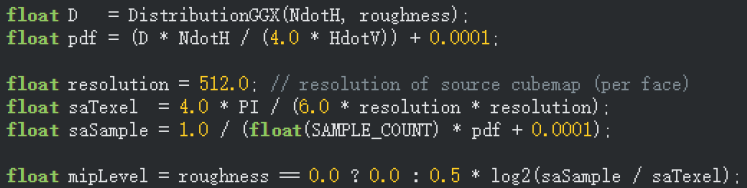 float D = DistributionGGX(NdotH, roughness);
float pdf = (D * NdotH / (4.0 * HdotV)) + 0.0001;
float resolution = 512.0; // resolution of source cubemap (per face)
float saTexel = 4.0 * PI / (6.0 * resolution * resolution);
float saSample = 1.0 / (float(SAMPLE_COUNT) * pdf + 0.0001);
float mipLevel = roughness == 0.0 ? 0.0 : 0.5 * log2(saSample / saTexel);